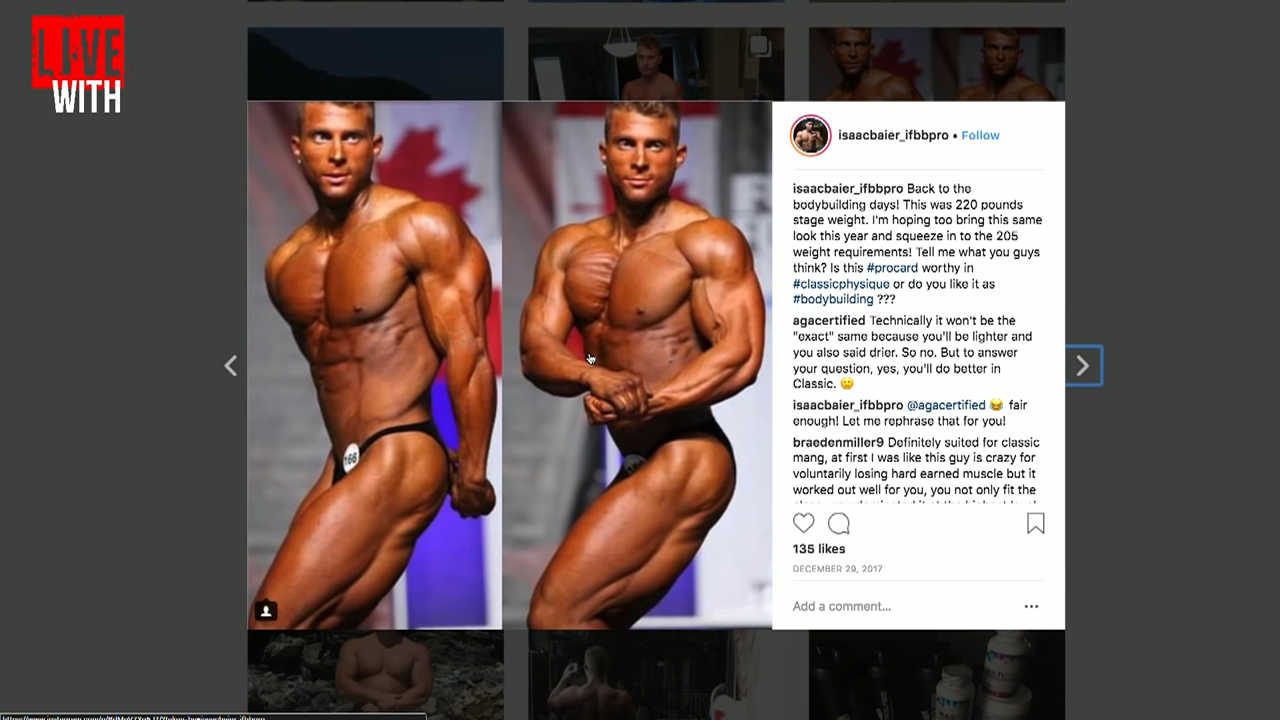 LIVE
WITH
isaacbaier_ifbbpro • Follow
isaacbaier_ifbbpro Back to the
bodybuilding days! This was 220 pounds
stage weight. I'm hoping too bring this same
look this year and squeeze in to the 205
weight requirements! Tell me what you guys
think? Is this #procard worthy in
#classicphysique or do you like it as
#bodybuilding ???
agacertified Technically it won't be the
"exact" same because you'll be lighter and
you also said drier. So no. But to answer
your question, yes, you'll do better in
Classic. 🙂
isaacbaier_ifbbpro @agacertified 😂 fair
enough! Let me rephrase that for you!
braedenmiller9 Definitely suited for classic
mang, at first I was like this guy is crazy for
voluntarily losing hard earned muscle but it
worked out well for you, you not only fit the
135 likes
DECEMBER 29, 2017
Add a comment...
166